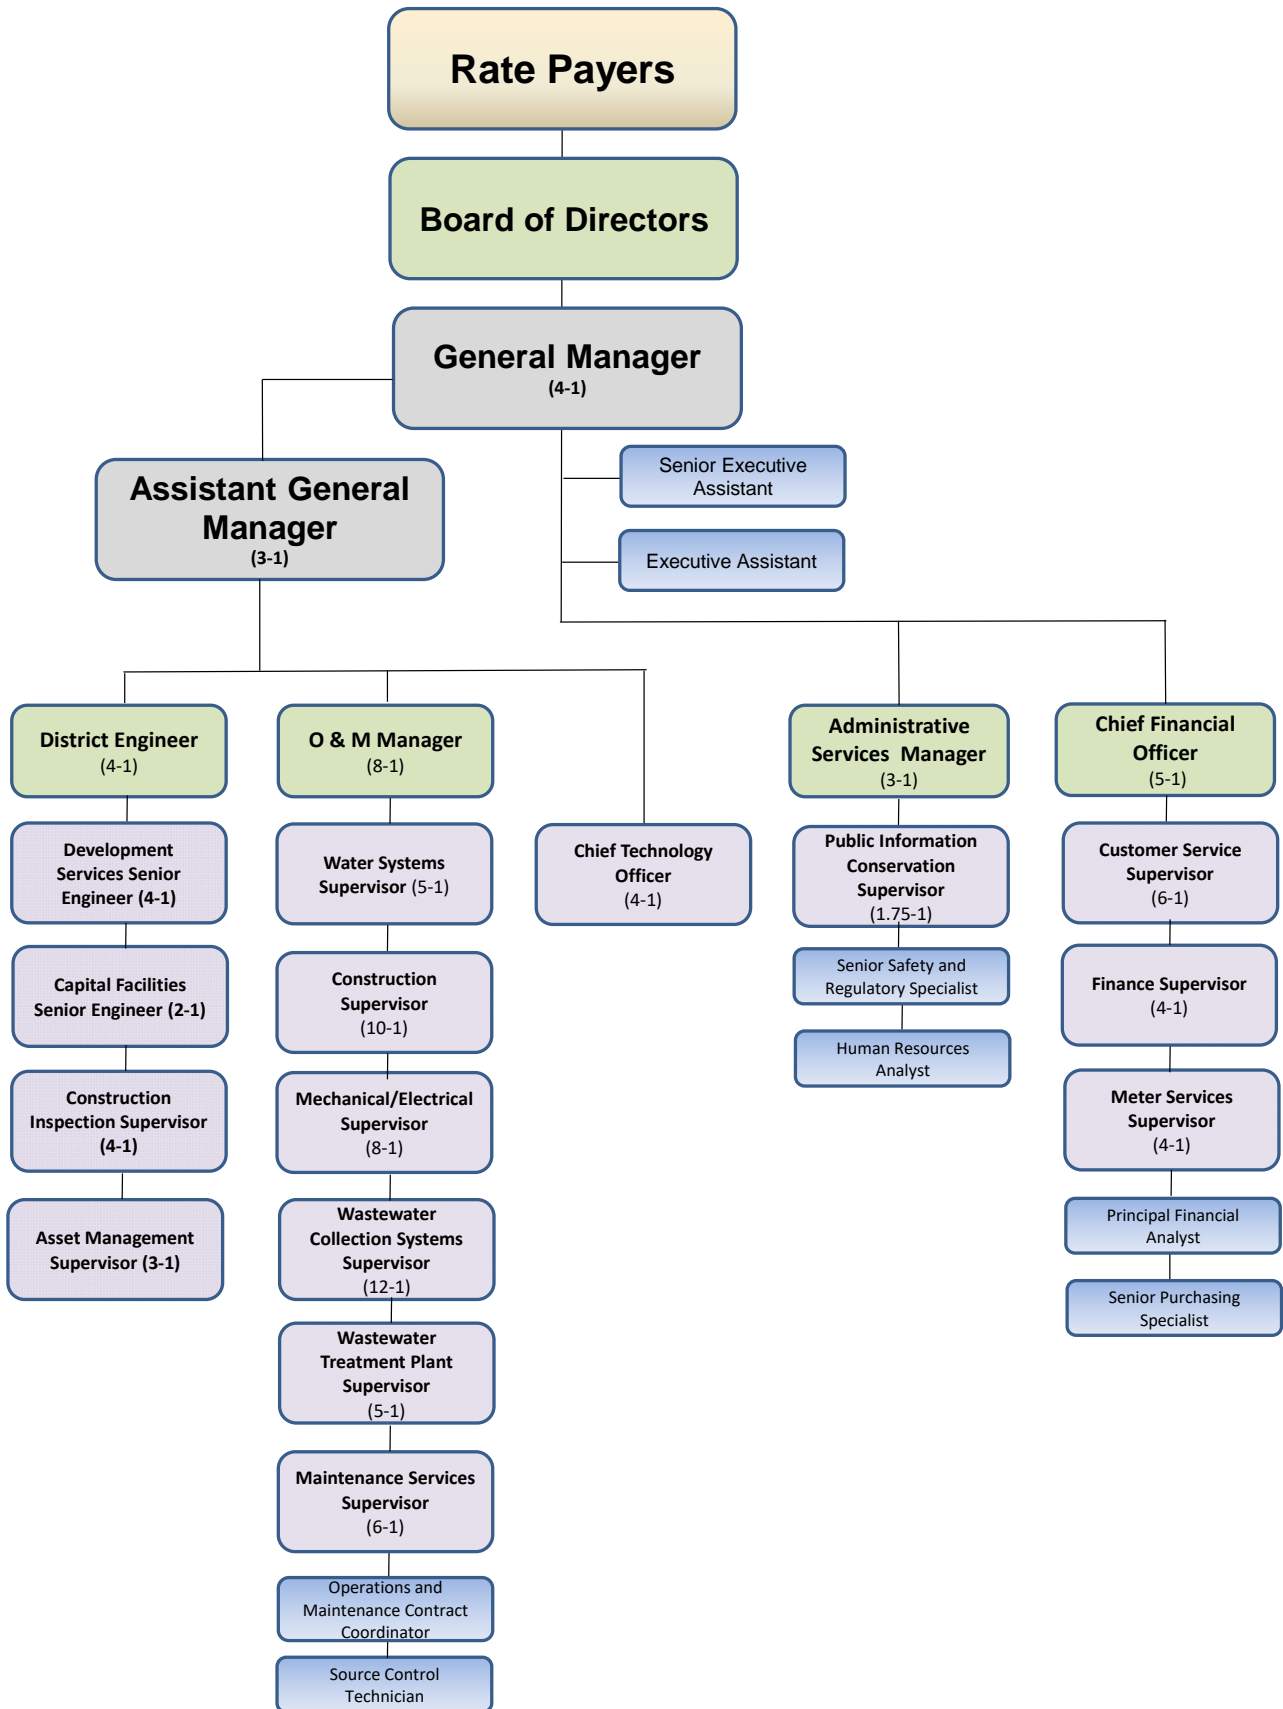 Rate Payers
Board of Directors
General Manager
(4-1)
Senior Executive
Assistant
Assistant General
Manager
(3-1)
Executive Assistant
District Engineer
(4-1)
O & M Manager
(8-1)
Administrative
Services Manager
(3-1)
Chief Financial
Officer
(5-1)
Development
Services Senior
Engineer (4-1)
Water Systems
Supervisor (5-1)
Chief Technology
Officer
(4-1)
Public Information
Conservation
Supervisor
(1.75-1)
Customer Service
Supervisor
(6-1)
Capital Facilities
Senior Engineer (2-1)
Construction
Supervisor
(10-1)
Senior Safety and
Regulatory Specialist
Finance Supervisor
(4-1)
Human Resources
Analyst
Construction
Inspection Supervisor
(4-1)
Mechanical/Electrical
Supervisor
(8-1)
Meter Services
Supervisor
(4-1)
Asset Management
Supervisor (3-1)
Wastewater
Collection Systems
Supervisor
(12-1)
Principal Financial
Analyst
Senior Purchasing
Specialist
Wastewater
Treatment Plant
Supervisor
(5-1)
Maintenance Services
Supervisor
(6-1)
Operations and
Maintenance Contract
Coordinator
Source Control
Technician